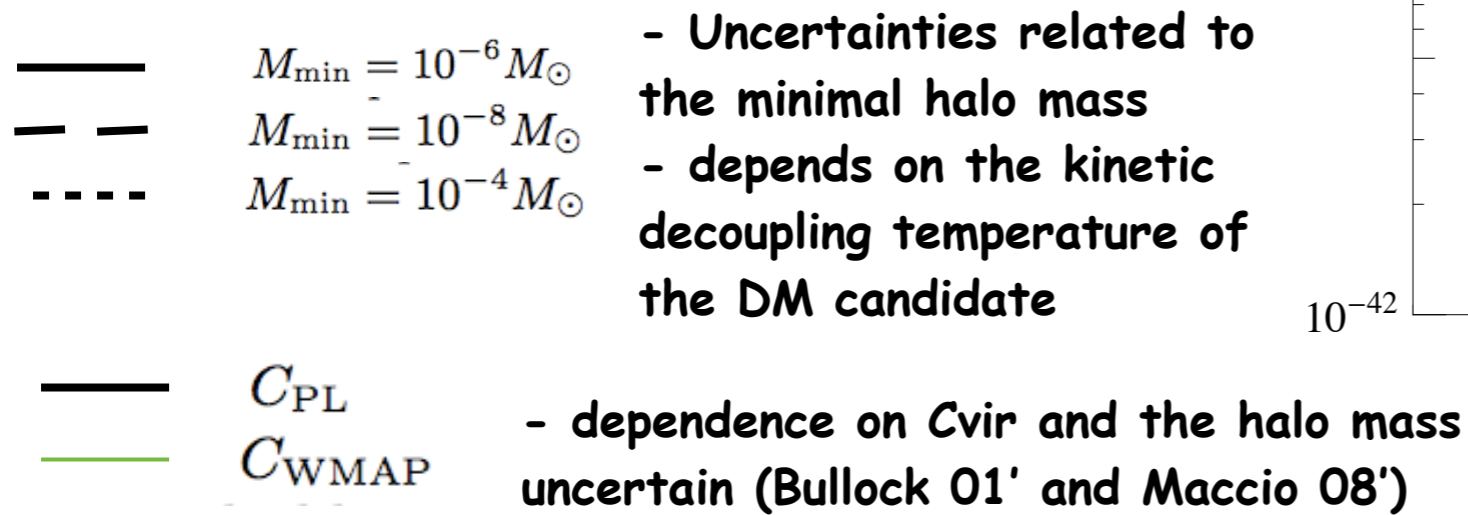 M_min = 10^−6 M_⊙
M_min = 10^−8 M_⊙
M_min = 10^−4 M_⊙
- Uncertainties related to
the minimal halo mass
- depends on the kinetic
decoupling temperature of
the DM candidate
10^−42
C_PL
C_WMAP
- dependence on Cvir and the halo mass
uncertain (Bullock 01' and Maccio 08')